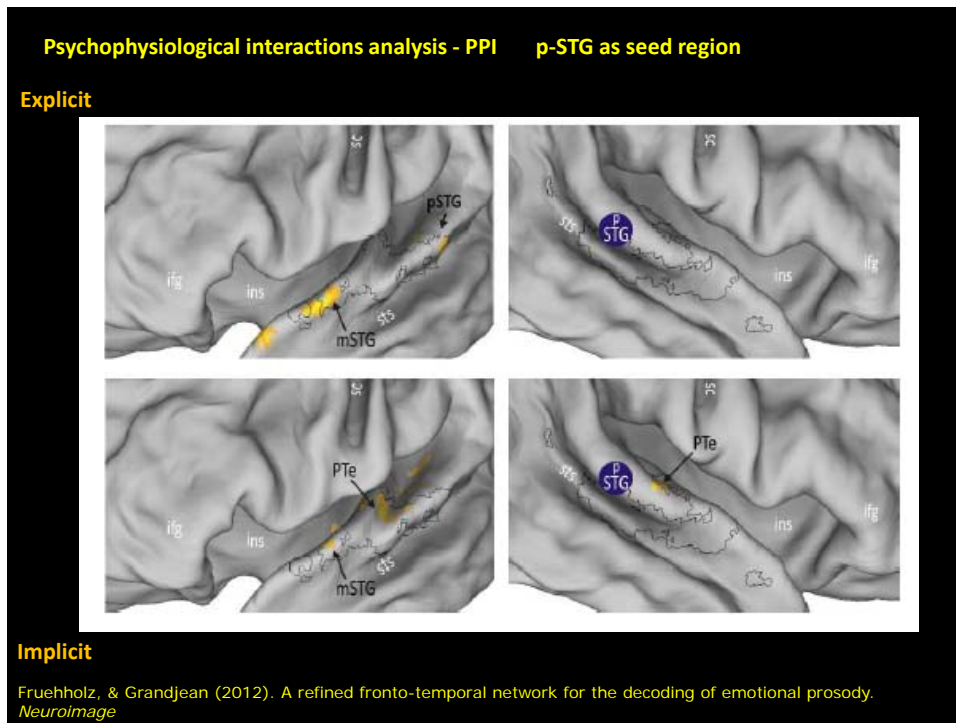 Psychophysiological interactions analysis - PPI p-STG as seed region
Explicit
sc
pSTG
ifg
ins
sts
mSTG
sc
sts
p
STG
ins
ifg
sc
PTe
ifg
ins
sts
mSTG
sc
PTe
sts
p
STG
ins
ifg
Implicit
Fruehholz, & Grandjean (2012). A refined fronto-temporal network for the decoding of emotional prosody.
Neuroimage